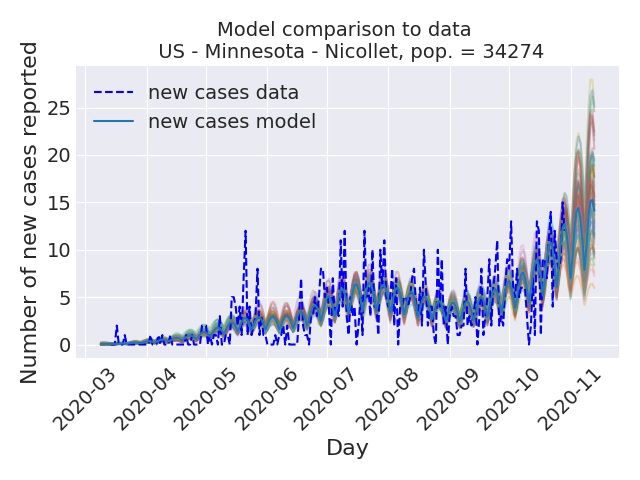 Model comparison to data
US - Minnesota - Nicollet, pop. = 34274
new cases data
new cases model
Number of new cases reported
25
20
15
10
5
0
2020-03
2020-04
2020-05
2020-06
2020-07
2020-08
2020-09
2020-10
2020-11
Day